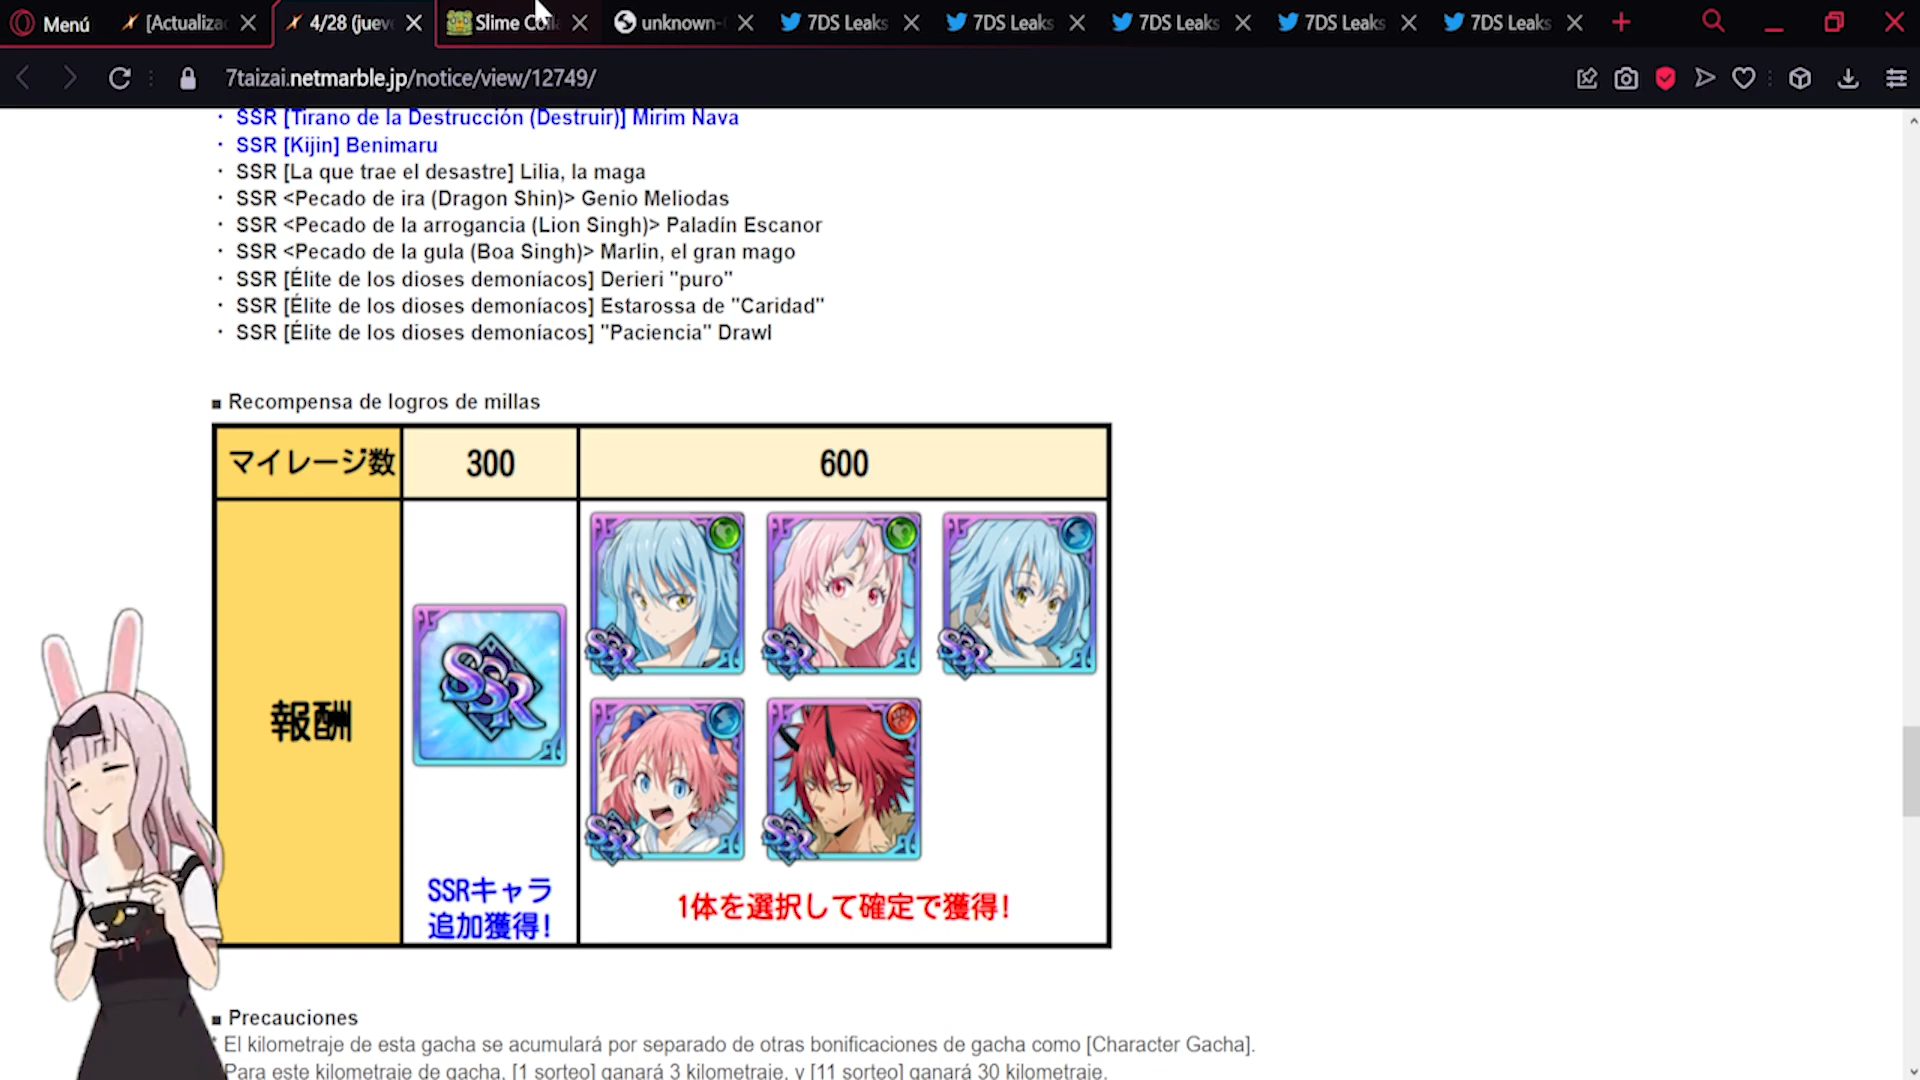 Menú
[Actualizac
4/28 (juev
Slime Coll
unknown-
7DS Leaks
7DS Leaks
7DS Leaks
7DS Leaks
7DS Leaks
7taizai.netmarble.jp/notice/view/12749/
· SSR [Tirano de la Destrucción (Destruir)] Mirim Nava
· SSR [Kijin] Benimaru
· SSR [La que trae el desastre] Lilia, la maga
· SSR <Pecado de ira (Dragon Shin)> Genio Meliodas
· SSR <Pecado de la arrogancia (Lion Singh)> Paladín Escanor
· SSR <Pecado de la gula (Boa Singh)> Marlin, el gran mago
· SSR [Élite de los dioses demoníacos] Derieri "puro"
· SSR [Élite de los dioses demoníacos] Estarossa de "Caridad"
· SSR [Élite de los dioses demoníacos] "Paciencia" Drawl
■ Recompensa de logros de millas
マイレージ数 300 600
報酬
SSR
SSR SSR SSR
SSR SSR
SSRキャラ
追加獲得!
1体を選択して確定で獲得!
■ Precauciones
* El kilometraje de esta gacha se acumulará por separado de otras bonificaciones de gacha como [Character Gacha].
Para este kilometraje de gacha, [1 sorteo] ganará 3 kilometraje, y [11 sorteo] ganará 30 kilometraje.